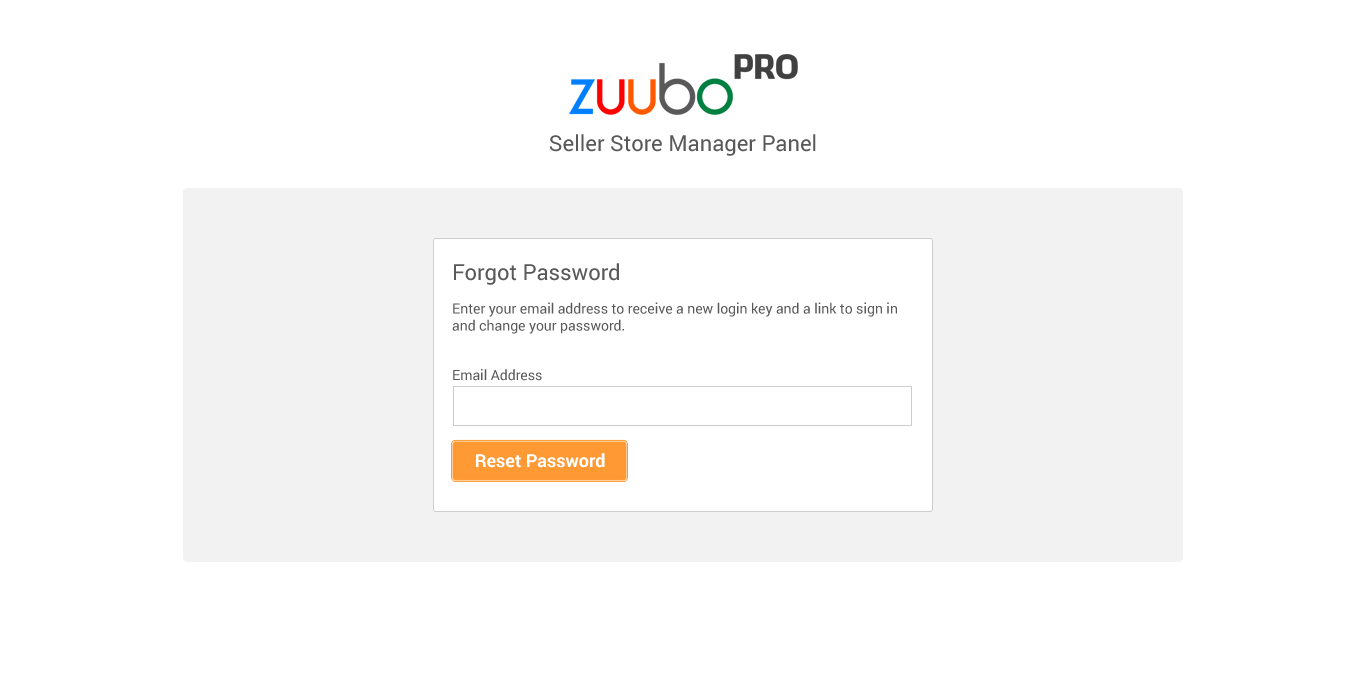 zuubo PRO
Seller Store Manager Panel
Forgot Password
Enter your email address to receive a new login key and a link to sign in
and change your password.
Email Address
Reset Password